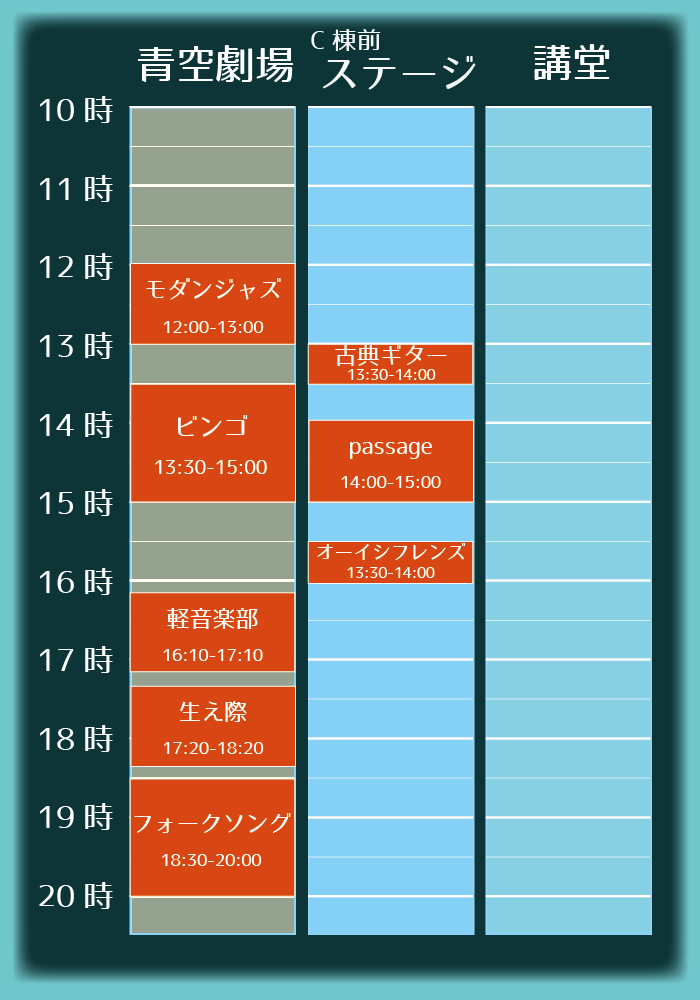 青空劇場
C 棟前
ステージ
講堂
10 時
11 時
12 時
モダンジャズ
12:00-13:00
13 時
古典ギター
13:30-14:00
ビンゴ
13:30-15:00
14 時
passage
14:00-15:00
15 時
オーイシフレンズ
13:30-14:00
16 時
軽音楽部
16:10-17:10
17 時
生え際
17:20-18:20
18 時
フォークソング
18:30-20:00
19 時
20 時